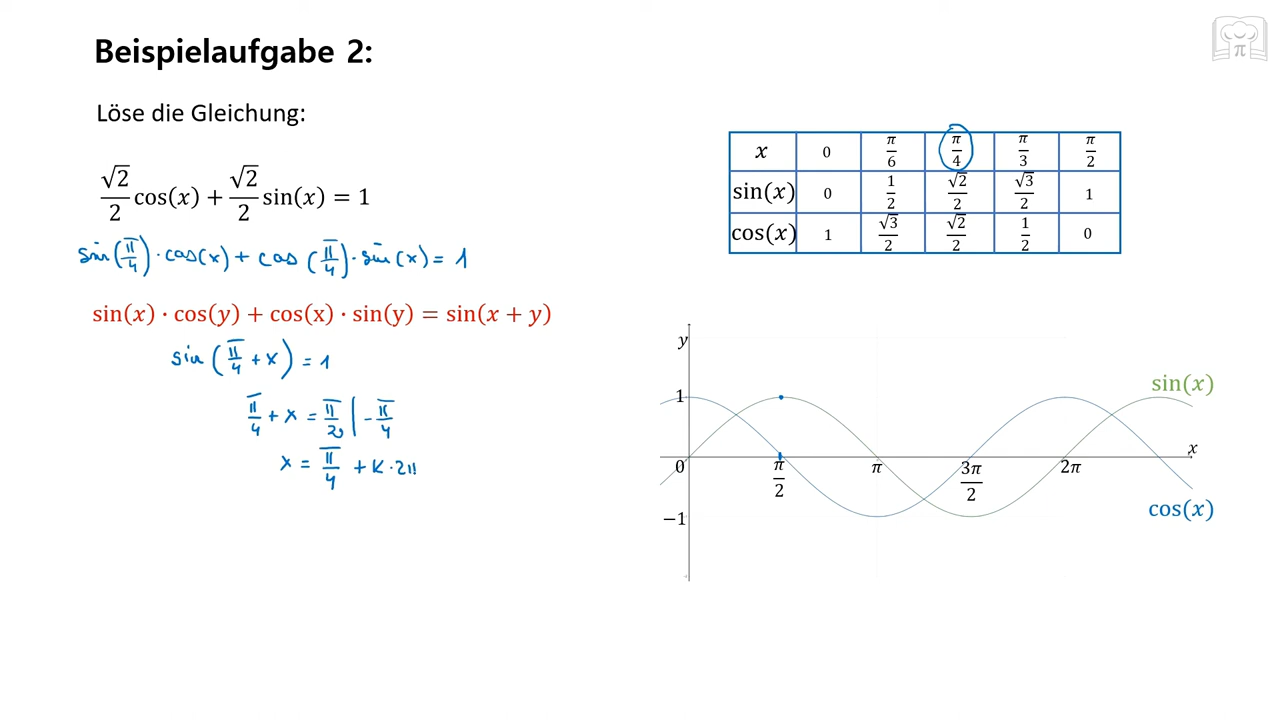 Beispielaufgabe 2:
Löse die Gleichung:
√2/2 cos(x) + √2/2 sin(x) = 1
sin(π/4) · cos(x) + cos(π/4) · sin(x) = 1
sin(x) · cos(y) + cos(x) · sin(y) = sin(x + y)
sin(π/4 + x) = 1
π/4 + x = π/2 | - π/4
x = π/4 + k · 2π
x 0 π/6 π/4 π/3 π/2
sin(x) 0 1/2 √2/2 √3/2 1
cos(x) 1 √3/2 √2/2 1/2 0
y
1
sin(x)
x
0 π/2 π 3π/2 2π
cos(x)
−1
π